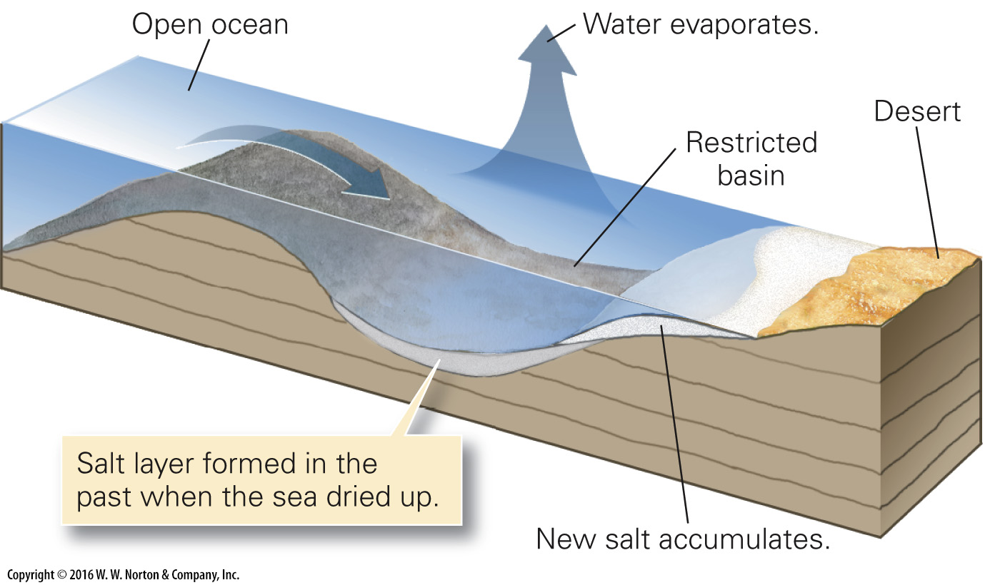 Open ocean
Water evaporates.
Desert
Restricted
basin
Salt layer formed in the
past when the sea dried up.
New salt accumulates.
Copyright © 2016 W. W. Norton & Company, Inc.